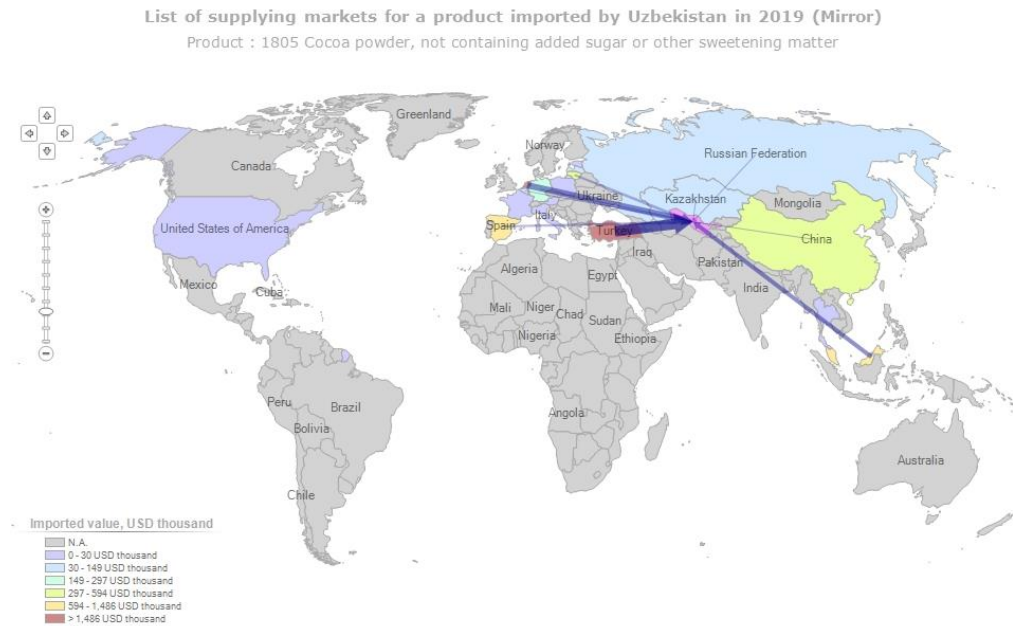 List of supplying markets for a product imported by Uzbekistan in 2019 (Mirror)
Product : 1805 Cocoa powder, not containing added sugar or other sweetening matter
Greenland
Norway
Canada
Russian Federation
Ukraine
Kazakhstan
Mongolia
United States of America
Italy
Spain
Turkey
China
Iraq
Pakistan
Algeria
Egypt
India
Mexico
Cuba
Mali
Niger
Chad
Sudan
Nigeria
Ethiopia
Peru
Brazil
Angola
Bolivia
Australia
Chile
Imported value, USD thousand
N.A.
0 - 30 USD thousand
30 - 149 USD thousand
149 - 297 USD thousand
297 - 594 USD thousand
594 - 1,486 USD thousand
> 1,486 USD thousand